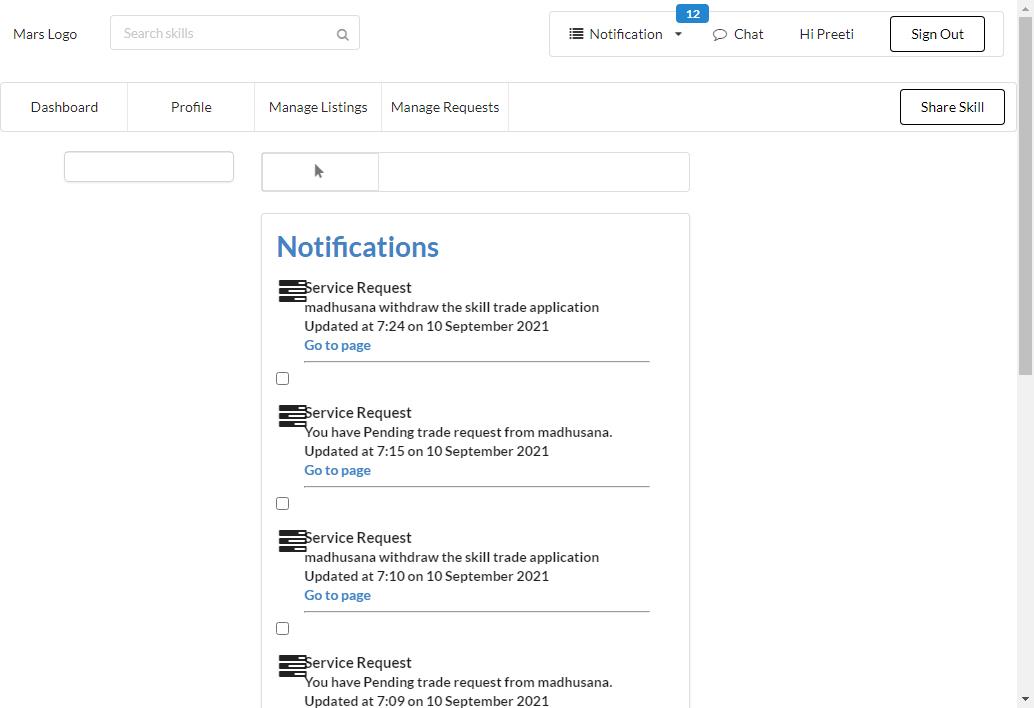 Mars Logo
Search skills
12
Notification
Chat
Hi Preeti
Sign Out
Dashboard
Profile
Manage Listings
Manage Requests
Share Skill
Notifications
Service Request
madhusana withdraw the skill trade application
Updated at 7:24 on 10 September 2021
Go to page
Service Request
You have Pending trade request from madhusana.
Updated at 7:15 on 10 September 2021
Go to page
Service Request
madhusana withdraw the skill trade application
Updated at 7:10 on 10 September 2021
Go to page
Service Request
You have Pending trade request from madhusana.
Updated at 7:09 on 10 September 2021